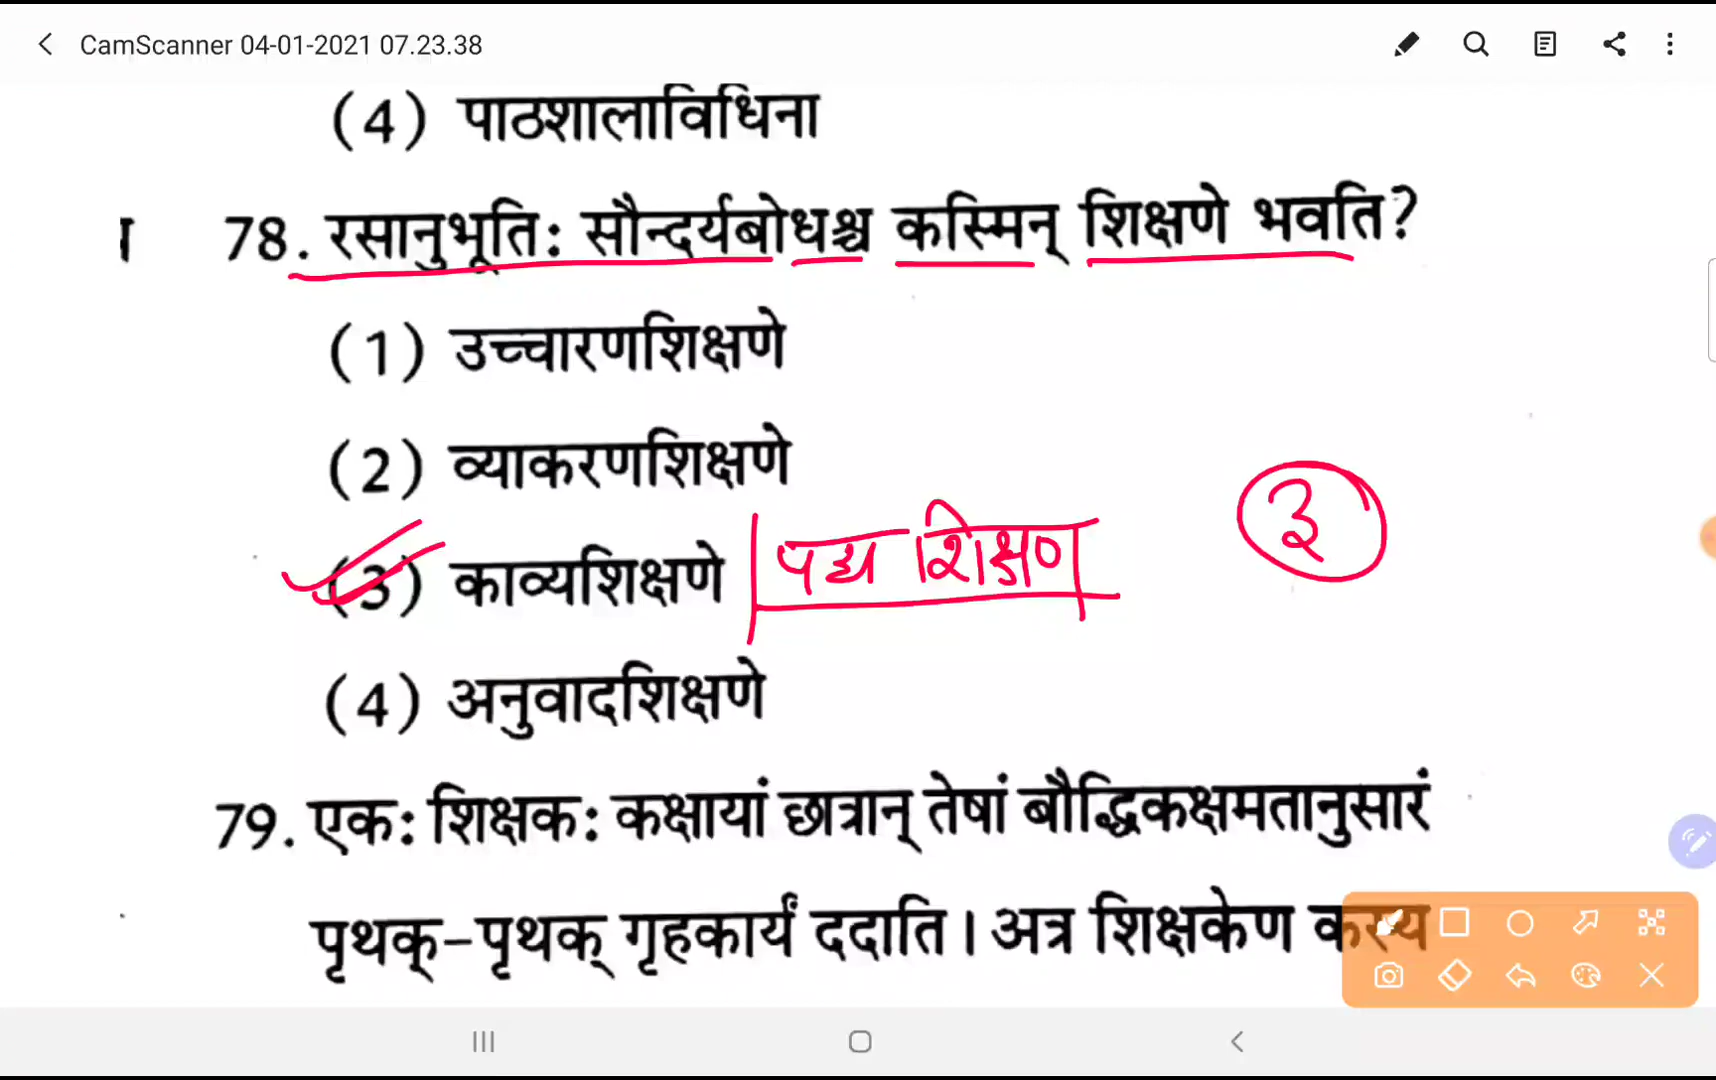 CamScanner 04-01-2021 07.23.38
(4) पाठशालाविधिना
78. रसानुभूतिः सौन्दर्यबोधश्च कस्मिन् शिक्षणे भवति?
(1) उच्चारणशिक्षणे
(2) व्याकरणशिक्षणे
(3) काव्यशिक्षणे पद्य शिक्षण
३
(4) अनुवादशिक्षणे
79. एकः शिक्षकः कक्षायां छात्रान् तेषां बौद्धिकक्षमतानुसारं
पृथक्-पृथक् गृहकार्यं ददाति। अत्र शिक्षकेण कस्य